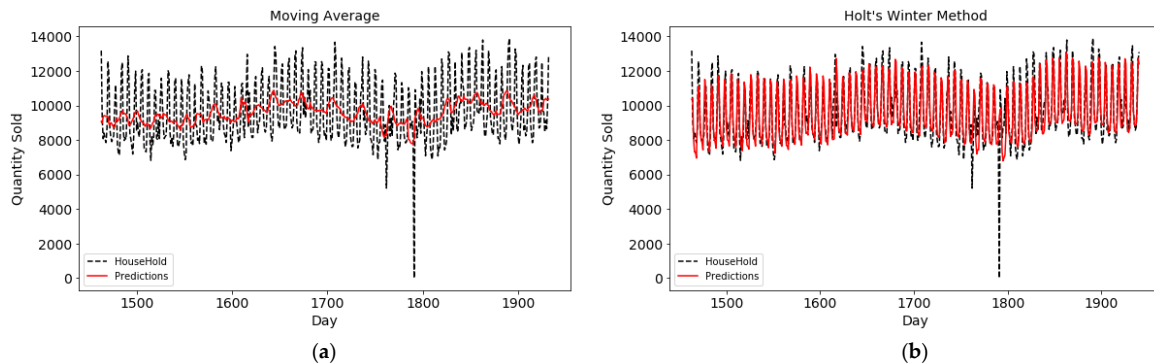 Moving Average
14000
12000
10000
8000
6000
4000
2000
0
Quantity Sold
HouseHold
Predictions
1500
1600
1700
1800
1900
Day
(a)
Holt's Winter Method
14000
12000
10000
8000
6000
4000
2000
0
Quantity Sold
HouseHold
Predictions
1500
1600
1700
1800
1900
Day
(b)